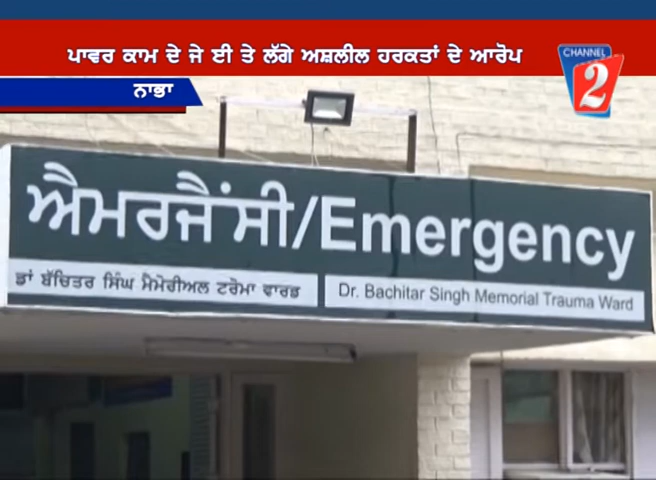 ਪਾਵਰ ਕਾਮ ਦੇ ਜੇ ਈ ਤੇ ਲੱਗੇ ਅਸ਼ਲੀਲ ਹਰਕਤਾਂ ਦੇ ਆਰੋਪ
CHANNEL
2
ਨਾਭਾ
ਐਮਰਜੈਂਸੀ/Emergency
ਡਾਂ ਬੱਚਿਤਰ ਸਿੰਘ ਮੈਮੋਰੀਅਲ ਟਰੋਮਾ ਵਾਰਡ
Dr. Bachitar Singh Memorial Trauma Ward